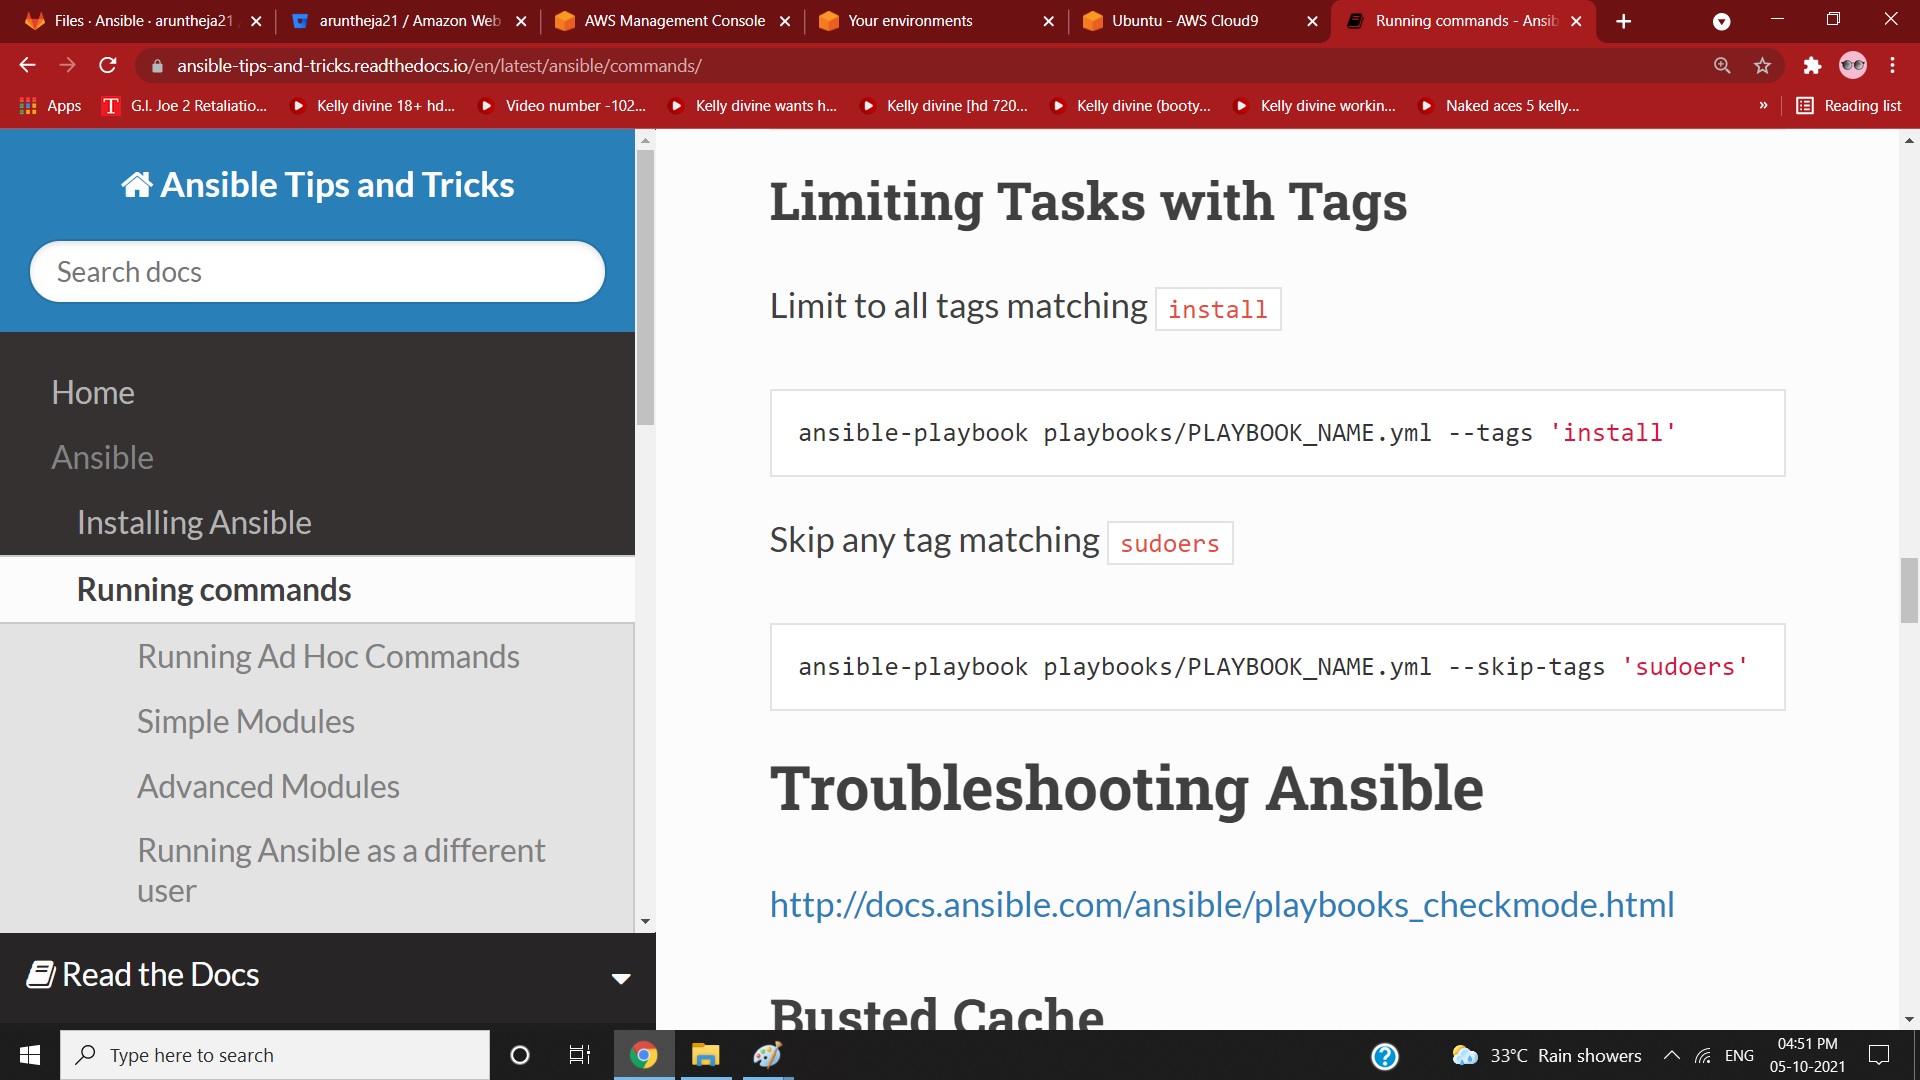 Files · Ansible · aruntheja21
aruntheja21 / Amazon Web
AWS Management Console
Your environments
Ubuntu - AWS Cloud9
Running commands - Ansib
ansible-tips-and-tricks.readthedocs.io/en/latest/ansible/commands/
Apps
G.I. Joe 2 Retaliatio...
Kelly divine 18+ hd...
Video number -102...
Kelly divine wants h...
Kelly divine [hd 720...
Kelly divine (booty...
Kelly divine workin...
Naked aces 5 kelly...
»
Reading list
Ansible Tips and Tricks
Search docs
Home
Ansible
Installing Ansible
Running commands
Running Ad Hoc Commands
Simple Modules
Advanced Modules
Running Ansible as a different
user
Read the Docs
Limiting Tasks with Tags
Limit to all tags matching install
ansible-playbook playbooks/PLAYBOOK_NAME.yml --tags 'install'
Skip any tag matching sudoers
ansible-playbook playbooks/PLAYBOOK_NAME.yml --skip-tags 'sudoers'
Troubleshooting Ansible
http://docs.ansible.com/ansible/playbooks_checkmode.html
Busted Cache
Type here to search
33°C Rain showers
ENG
04:51 PM
05-10-2021